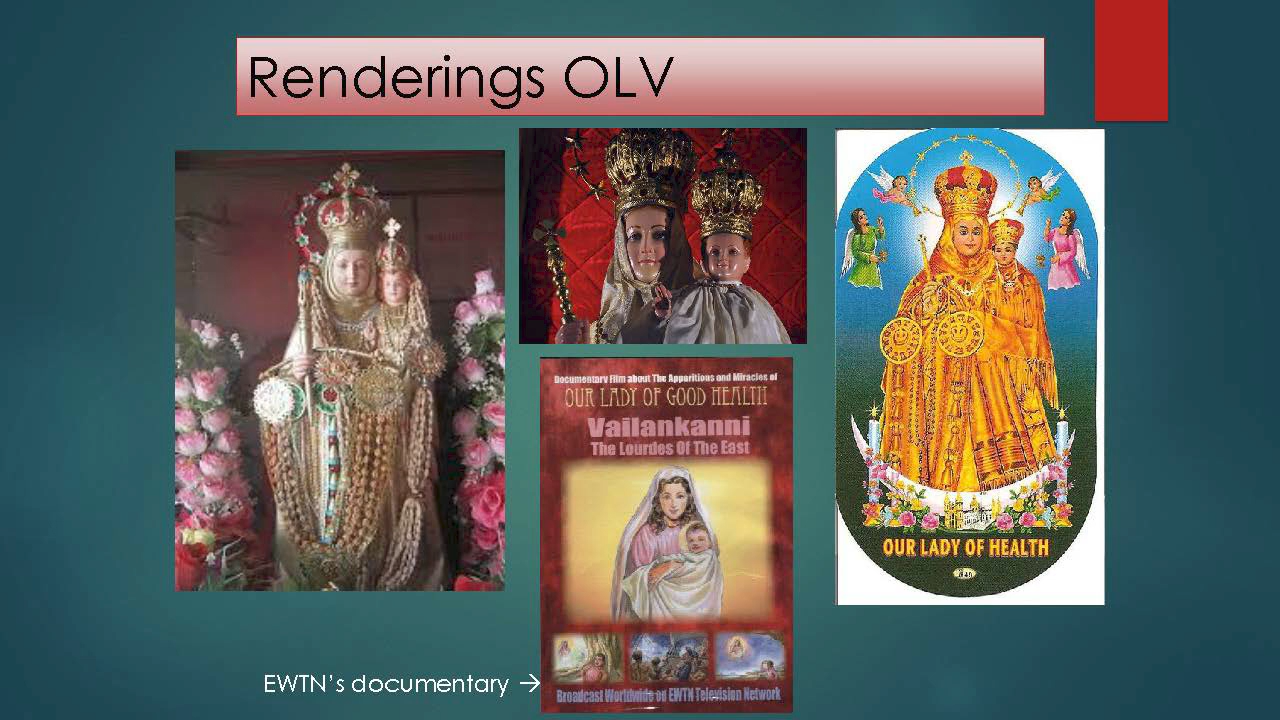 Renderings OLV
Documentary Film about The Apparitions and Miracles of
OUR LADY OF GOOD HEALTH
Vailankanni
The Lourdes Of The East
Broadcast Worldwide on EWTN Television Network
OUR LADY OF HEALTH
EWTN’s documentary →